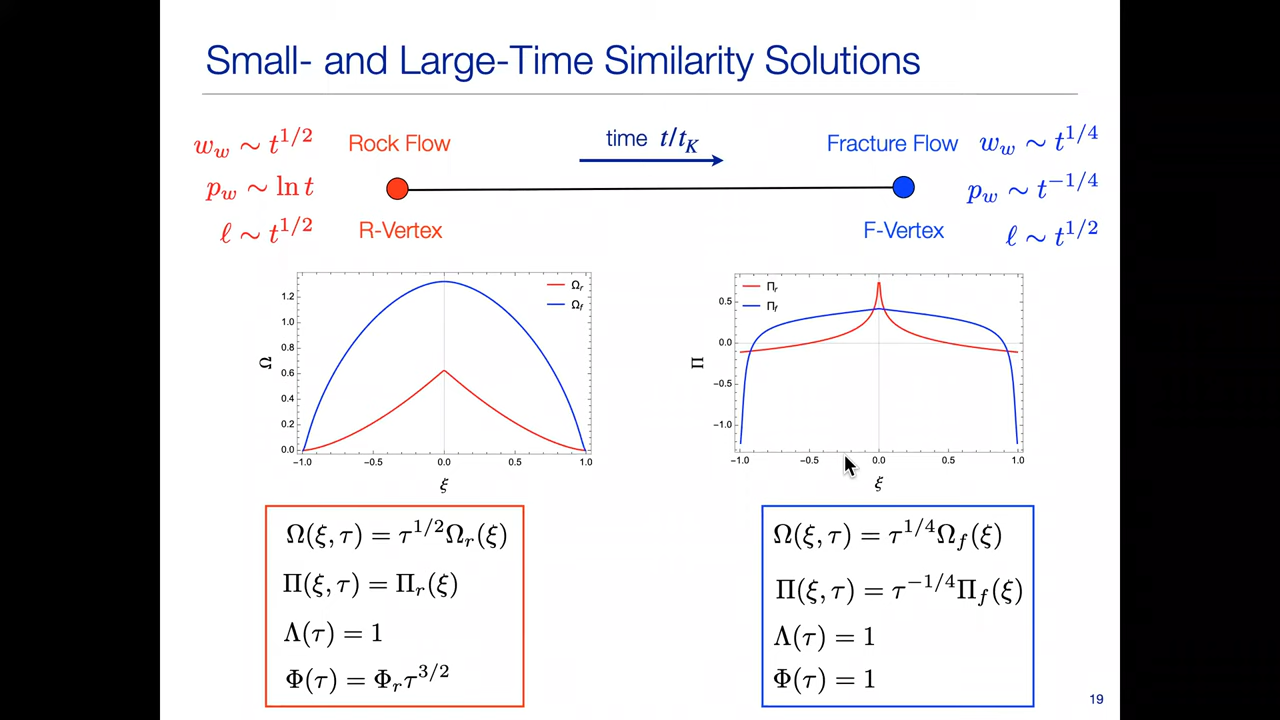 Small- and Large-Time Similarity Solutions
w_w ∼ t^{1/2}
Rock Flow
time t/t_K
Fracture Flow
w_w ∼ t^{1/4}
p_w ∼ ln t
p_w ∼ t^{−1/4}
ℓ ∼ t^{1/2}
R-Vertex
F-Vertex
ℓ ∼ t^{1/2}
Ω_r
Ω_f
1.2
1.0
0.8
0.6
0.4
0.2
0.0
Ω
−1.0 −0.5 0.0 0.5 1.0
ξ
Π_r
Π_f
0.5
0.0
−0.5
−1.0
Π
−1.0 −0.5 0.0 0.5 1.0
ξ
Ω(ξ, τ) = τ^{1/2}Ω_r(ξ)
Π(ξ, τ) = Π_r(ξ)
Λ(τ) = 1
Φ(τ) = Φ_r τ^{3/2}
Ω(ξ, τ) = τ^{1/4}Ω_f(ξ)
Π(ξ, τ) = τ^{−1/4}Π_f(ξ)
Λ(τ) = 1
Φ(τ) = 1
19